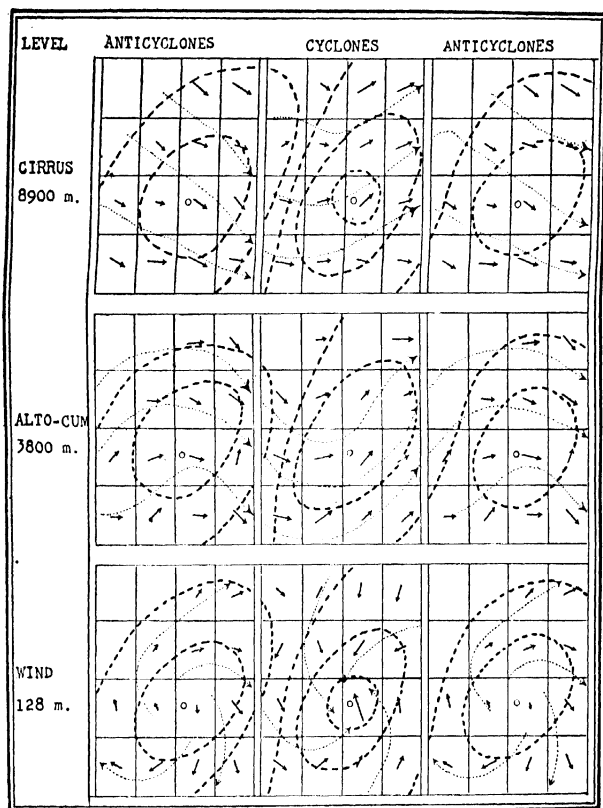 LEVEL ANTICYCLONES CYCLONES ANTICYCLONES
CIRRUS
8900 m.
ALTO-CUM
3800 m.
WIND
128 m.